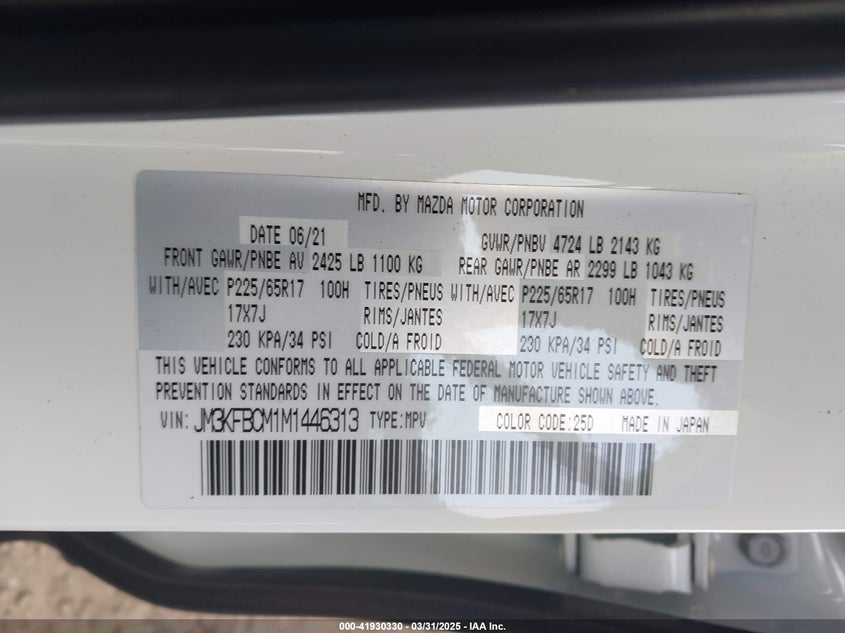 MFD. BY MAZDA MOTOR CORPORATION
DATE 06/21 GVWR/PNBV 4724 LB 2143 KG
FRONT GAWR/PNBE AV 2425 LB 1100 KG REAR GAWR/PNBE AR 2299 LB 1043 KG
WITH/AVEC P225/65R17 100H TIRES/PNEUS WITH/AVEC P225/65R17 100H TIRES/PNEUS
17X7J RIMS/JANTES 17X7J RIMS/JANTES
230 KPA/34 PSI COLD/A FROID 230 KPA/34 PSI COLD/A FROID
THIS VEHICLE CONFORMS TO ALL APPLICABLE FEDERAL MOTOR VEHICLE SAFETY AND THEFT
PREVENTION STANDARDS IN EFFECT ON THE DATE OF MANUFACTURE SHOWN ABOVE.
VIN: JM3KFBCM1M1446313 TYPE:MPV COLOR CODE:25D MADE IN JAPAN
000-41930330 - 03/31/2025 - IAA Inc.